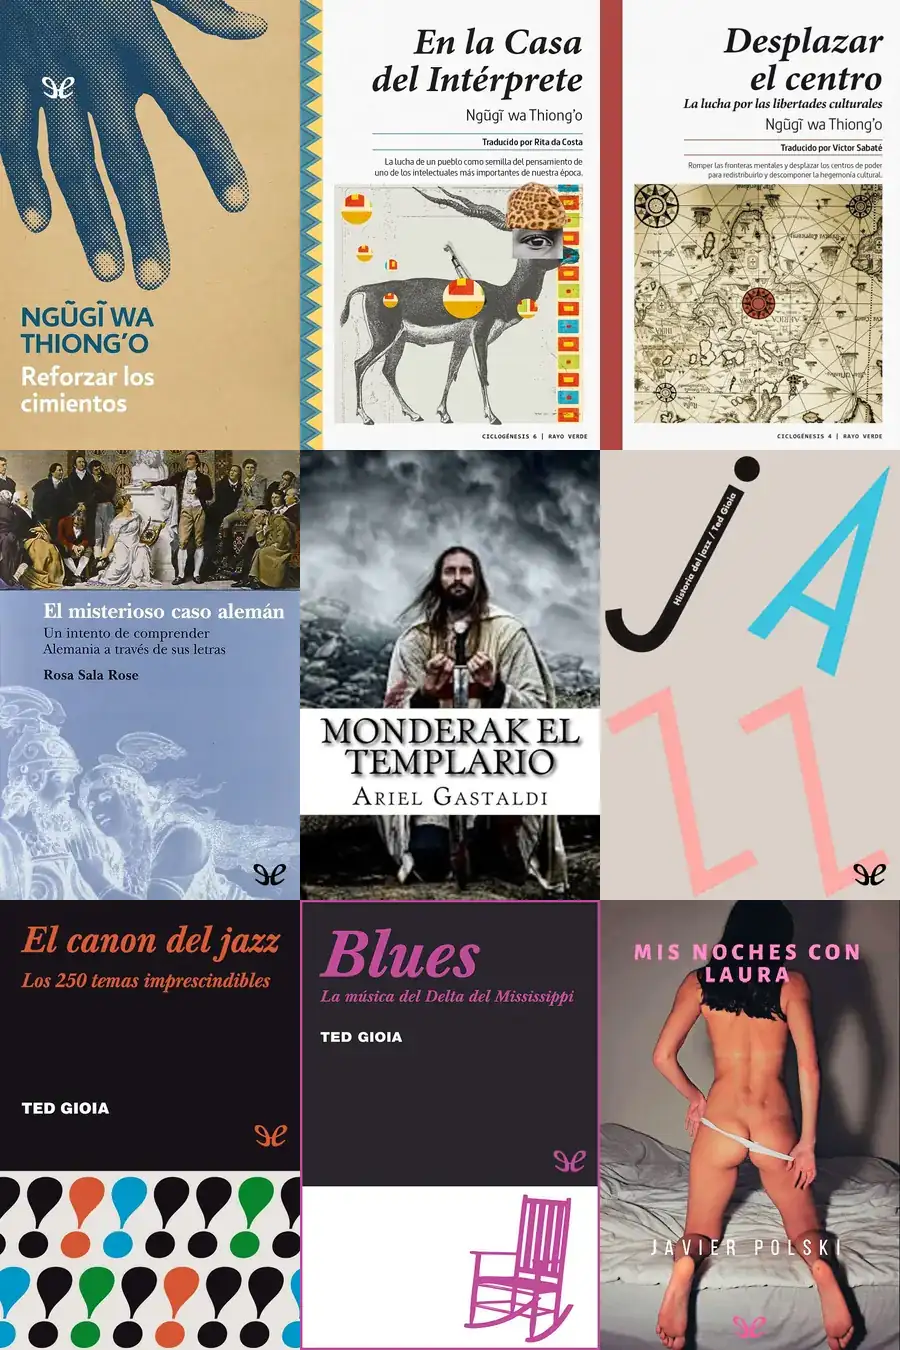 NGŨGĨ WA
THIONG'O
Reforzar los
cimientos
En la Casa
del Intérprete
Ngũgĩ wa Thiong'o
Traducido por Rita da Costa
La lucha de un pueblo como semilla del pensamiento de
uno de los intelectuales más importantes de nuestra época.
CICLOGÉNESIS 6 | RAYO VERDE
Desplazar
el centro
La lucha por las libertades culturales
Ngũgĩ wa Thiong'o
Traducido por Víctor Sabaté
Romper las fronteras mentales y desplazar los centros de poder
para redistribuirlo y descomponer la hegemonía cultural.
CICLOGÉNESIS 4 | RAYO VERDE
El misterioso caso alemán
Un intento de comprender
Alemania a través de sus letras
Rosa Sala Rose
MONDERAK EL
TEMPLARIO
ARIEL GASTALDI
JAZZ
Historia del jazz / Ted Gioia
El canon del jazz
Los 250 temas imprescindibles
TED GIOIA
Blues
La música del Delta del Mississippi
TED GIOIA
MIS NOCHES CON
LAURA
JAVIER POLSKI